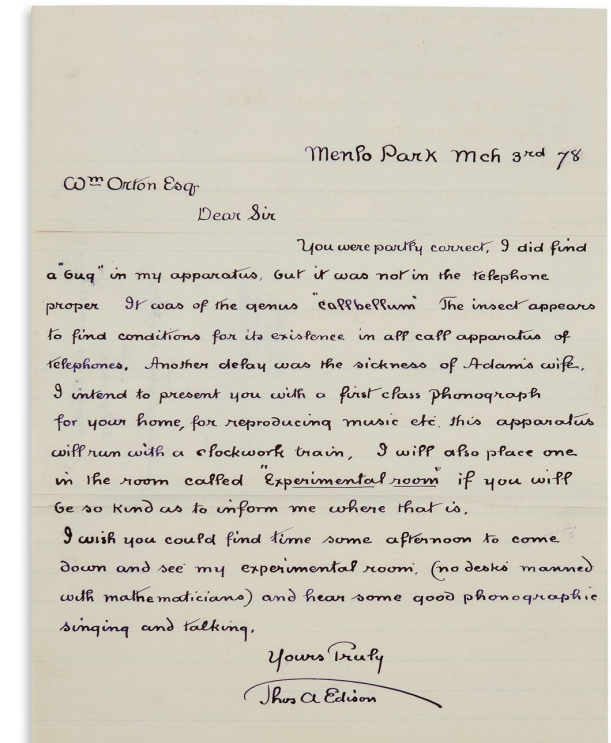 Menlo Park Mch 3rd 78
Wm Orton Esq
Dear Sir
You were partly correct, I did find
a "bug" in my apparatus, but it was not in the telephone
proper It was of the genus "callbellum" The insect appears
to find conditions for its existence in all call apparatus of
telephones. Another delay was the sickness of Adams wife.
I intend to present you with a first class phonograph
for your home, for reproducing music etc. this apparatus
will run with a clockwork train, I will also place one
in the room called "Experimental room" if you will
be so kind as to inform me where that is.
I wish you could find time some afternoon to come
down and see my experimental room, (no desks manned
with mathematicians) and hear some good phonographic
singing and talking.
Yours Truly
Thos A Edison